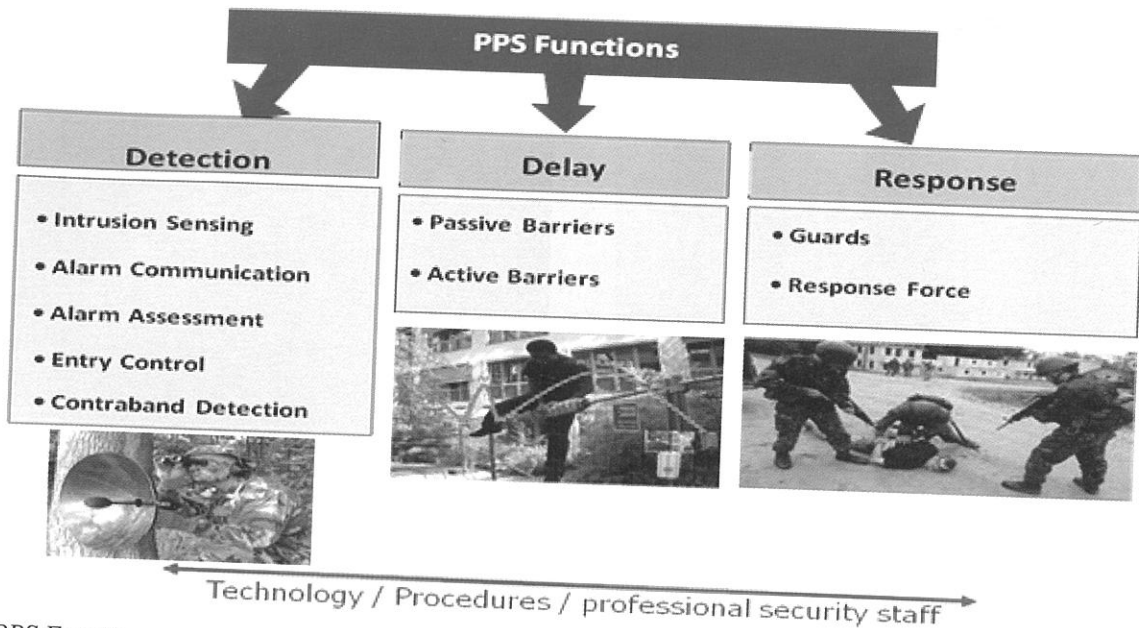 PPS Functions
Detection
• Intrusion Sensing
• Alarm Communication
• Alarm Assessment
• Entry Control
• Contraband Detection
Delay
• Passive Barriers
• Active Barriers
Response
• Guards
• Response Force
Technology / Procedures / professional security staff
PPS